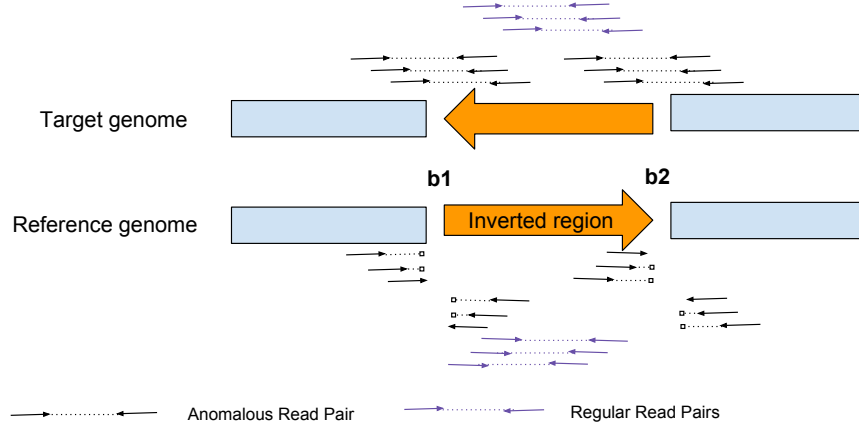 Target genome
b1
b2
Reference genome
Inverted region
Anomalous Read Pair
Regular Read Pairs